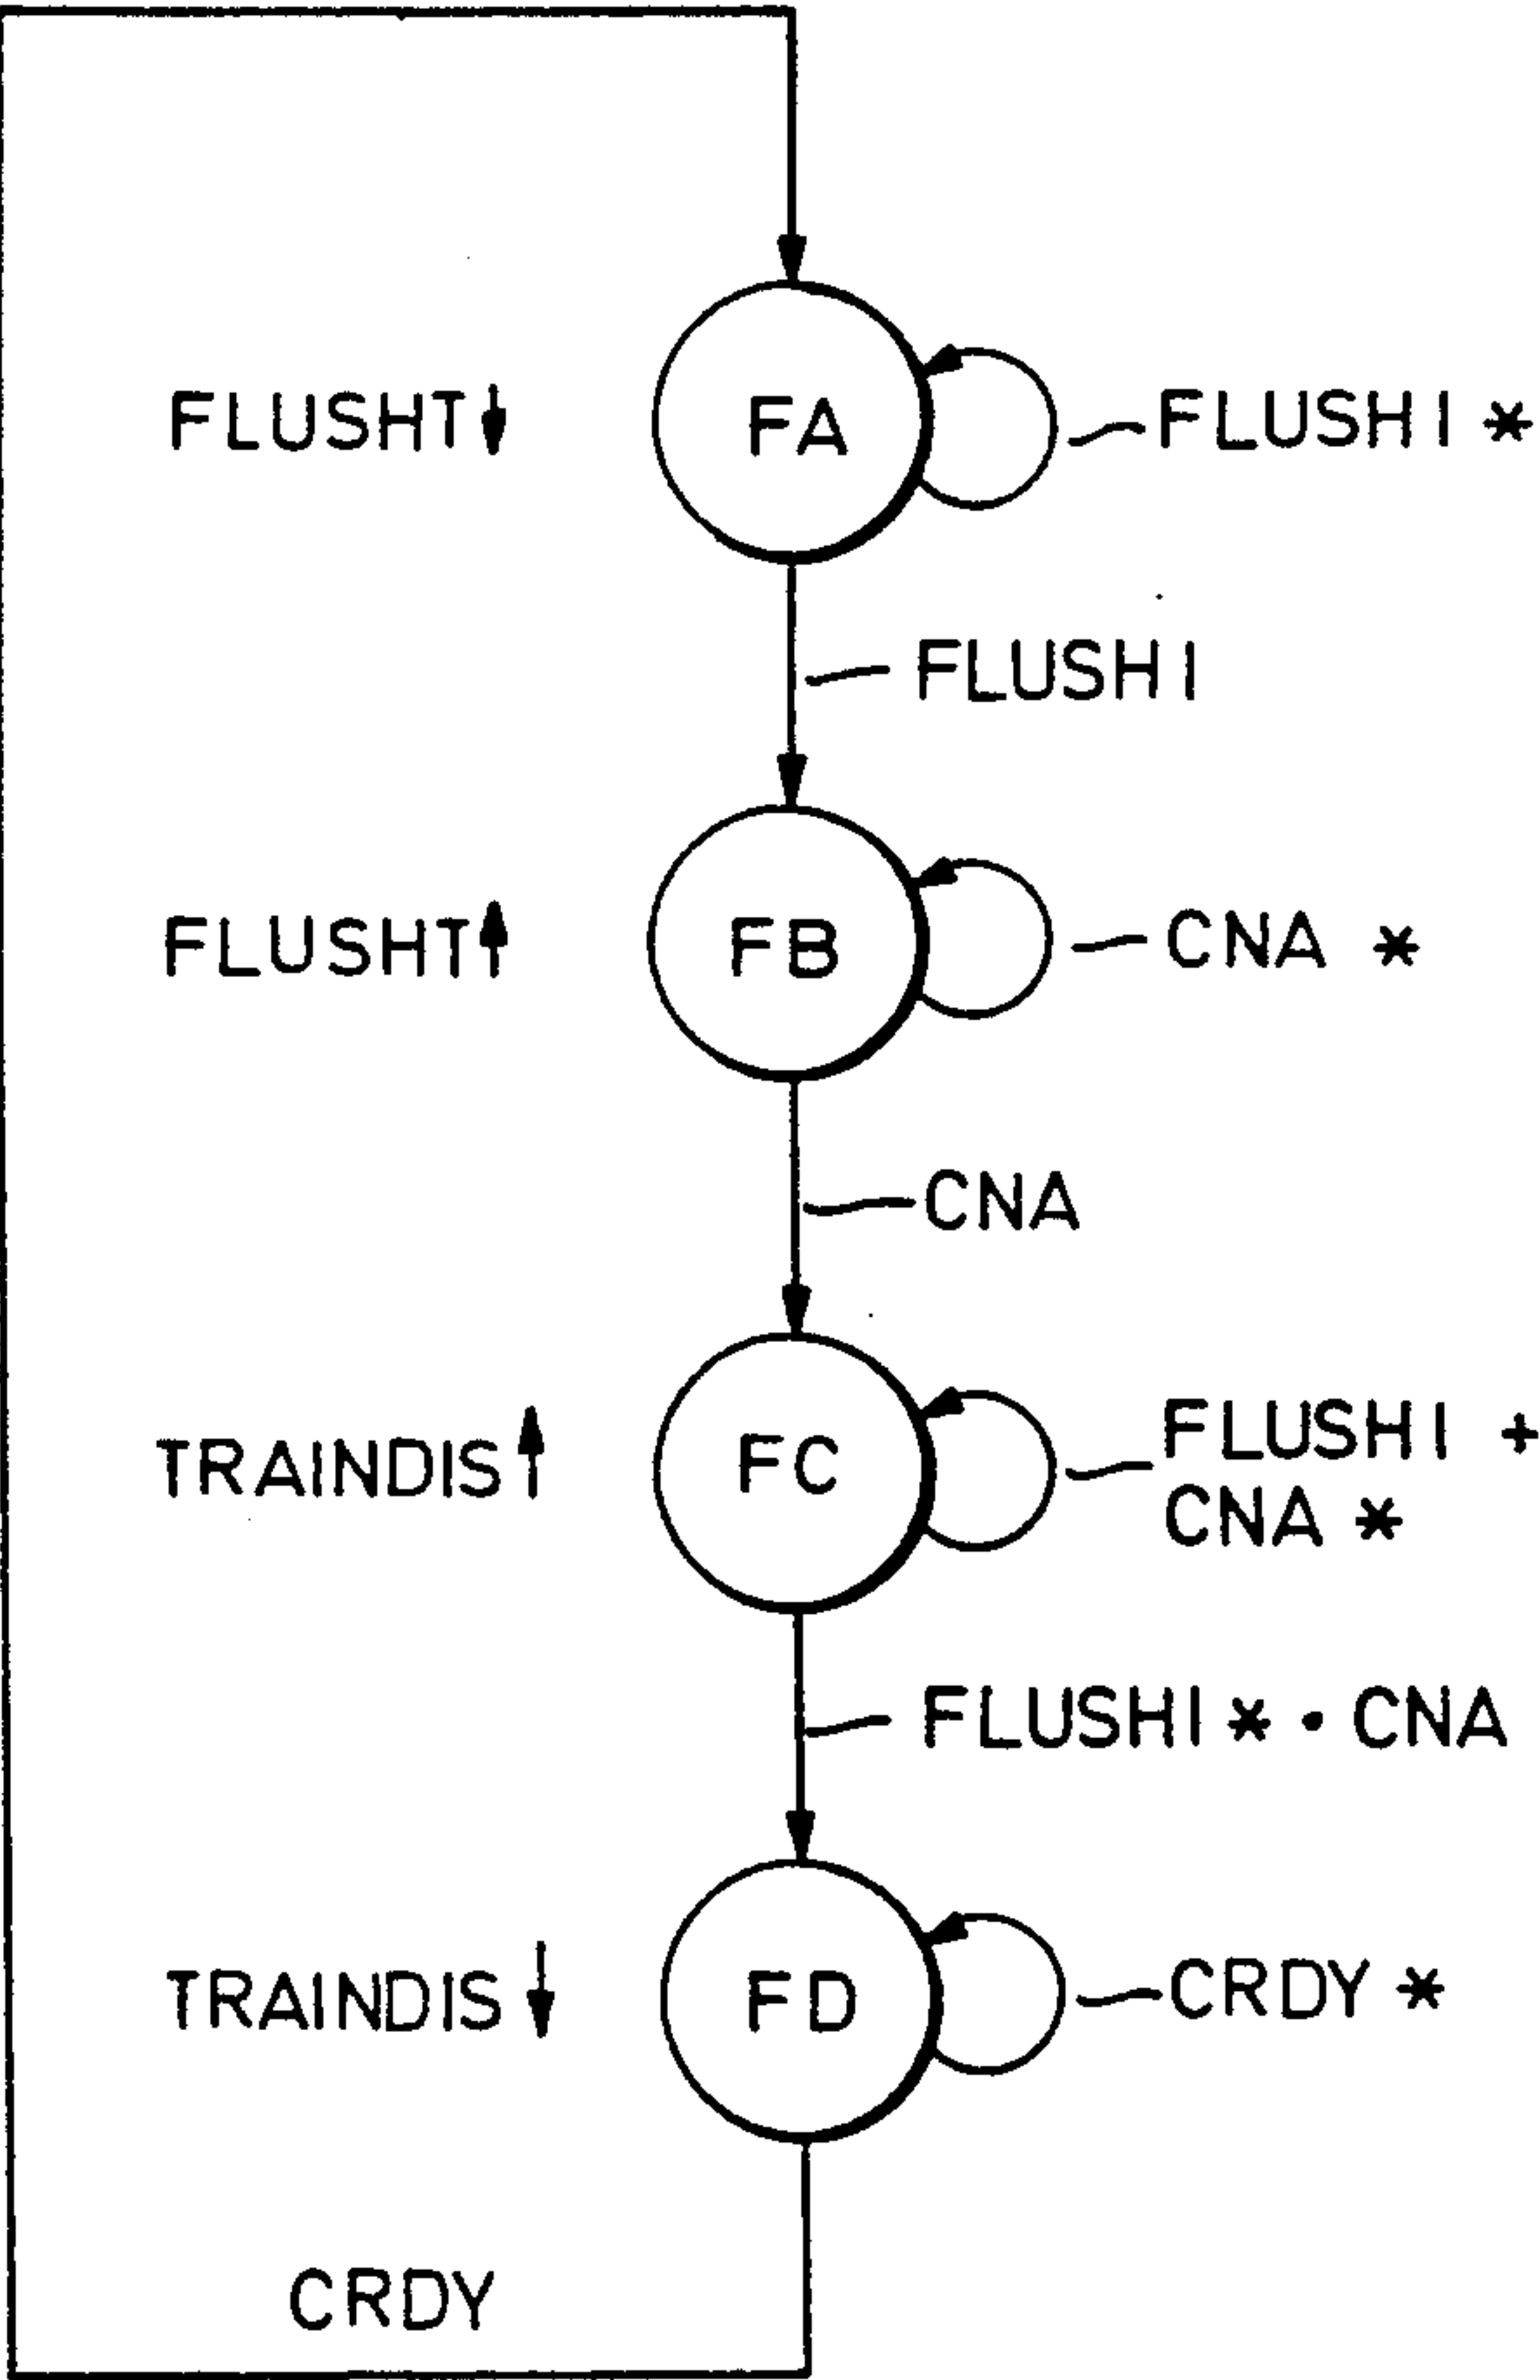 FLUSHT↓
FA
FLUSHI *
FLUSHI
FLUSHT↑
FB
CNA *
CNA
TRAINDIS↑
FC
FLUSHI +
CNA *
FLUSHI * • CNA
TRAINDIS↓
FD
CRDY *
CRDY